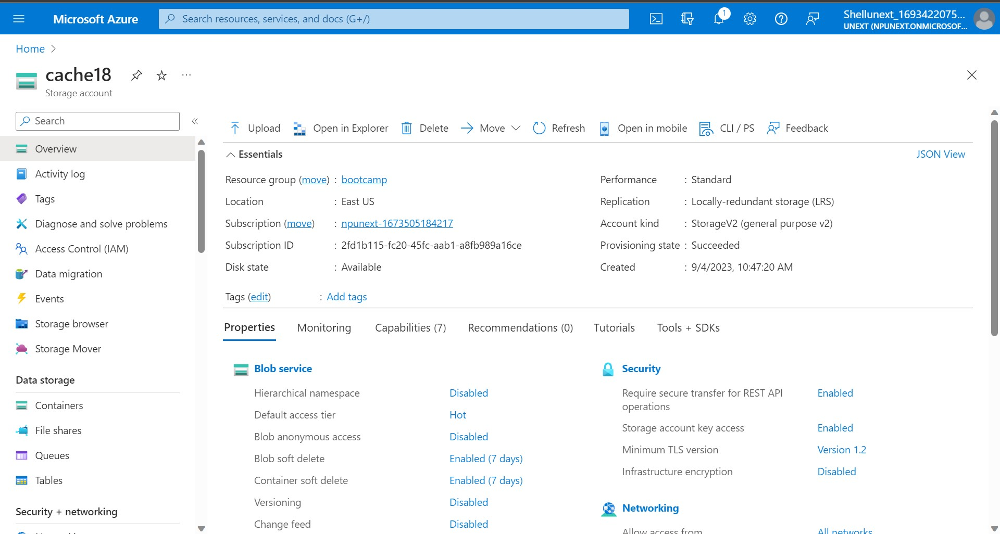 Microsoft Azure
Search resources, services, and docs (G+/)
1
Shellunext_1693422075...
UNEXT (NPUNEXT.ONMICROSOF...
Home
cache18
Storage account
Search
Overview
Activity log
Tags
Diagnose and solve problems
Access Control (IAM)
Data migration
Events
Storage browser
Storage Mover
Data storage
Containers
File shares
Queues
Tables
Security + networking
Upload
Open in Explorer
Delete
Move
Refresh
Open in mobile
CLI / PS
Feedback
Essentials
JSON View
Resource group (move) : bootcamp
Location : East US
Subscription (move) : npunext-1673505184217
Subscription ID : 2fd1b115-fc20-45fc-aab1-a8fb989a16ce
Disk state : Available
Performance : Standard
Replication : Locally-redundant storage (LRS)
Account kind : StorageV2 (general purpose v2)
Provisioning state : Succeeded
Created : 9/4/2023, 10:47:20 AM
Tags (edit) : Add tags
Properties
Monitoring
Capabilities (7)
Recommendations (0)
Tutorials
Tools + SDKs
Blob service
Hierarchical namespace Disabled
Default access tier Hot
Blob anonymous access Disabled
Blob soft delete Enabled (7 days)
Container soft delete Enabled (7 days)
Versioning Disabled
Change feed Disabled
Security
Require secure transfer for REST API Enabled
operations
Storage account key access Enabled
Minimum TLS version Version 1.2
Infrastructure encryption Disabled
Networking
Allow access from All networks